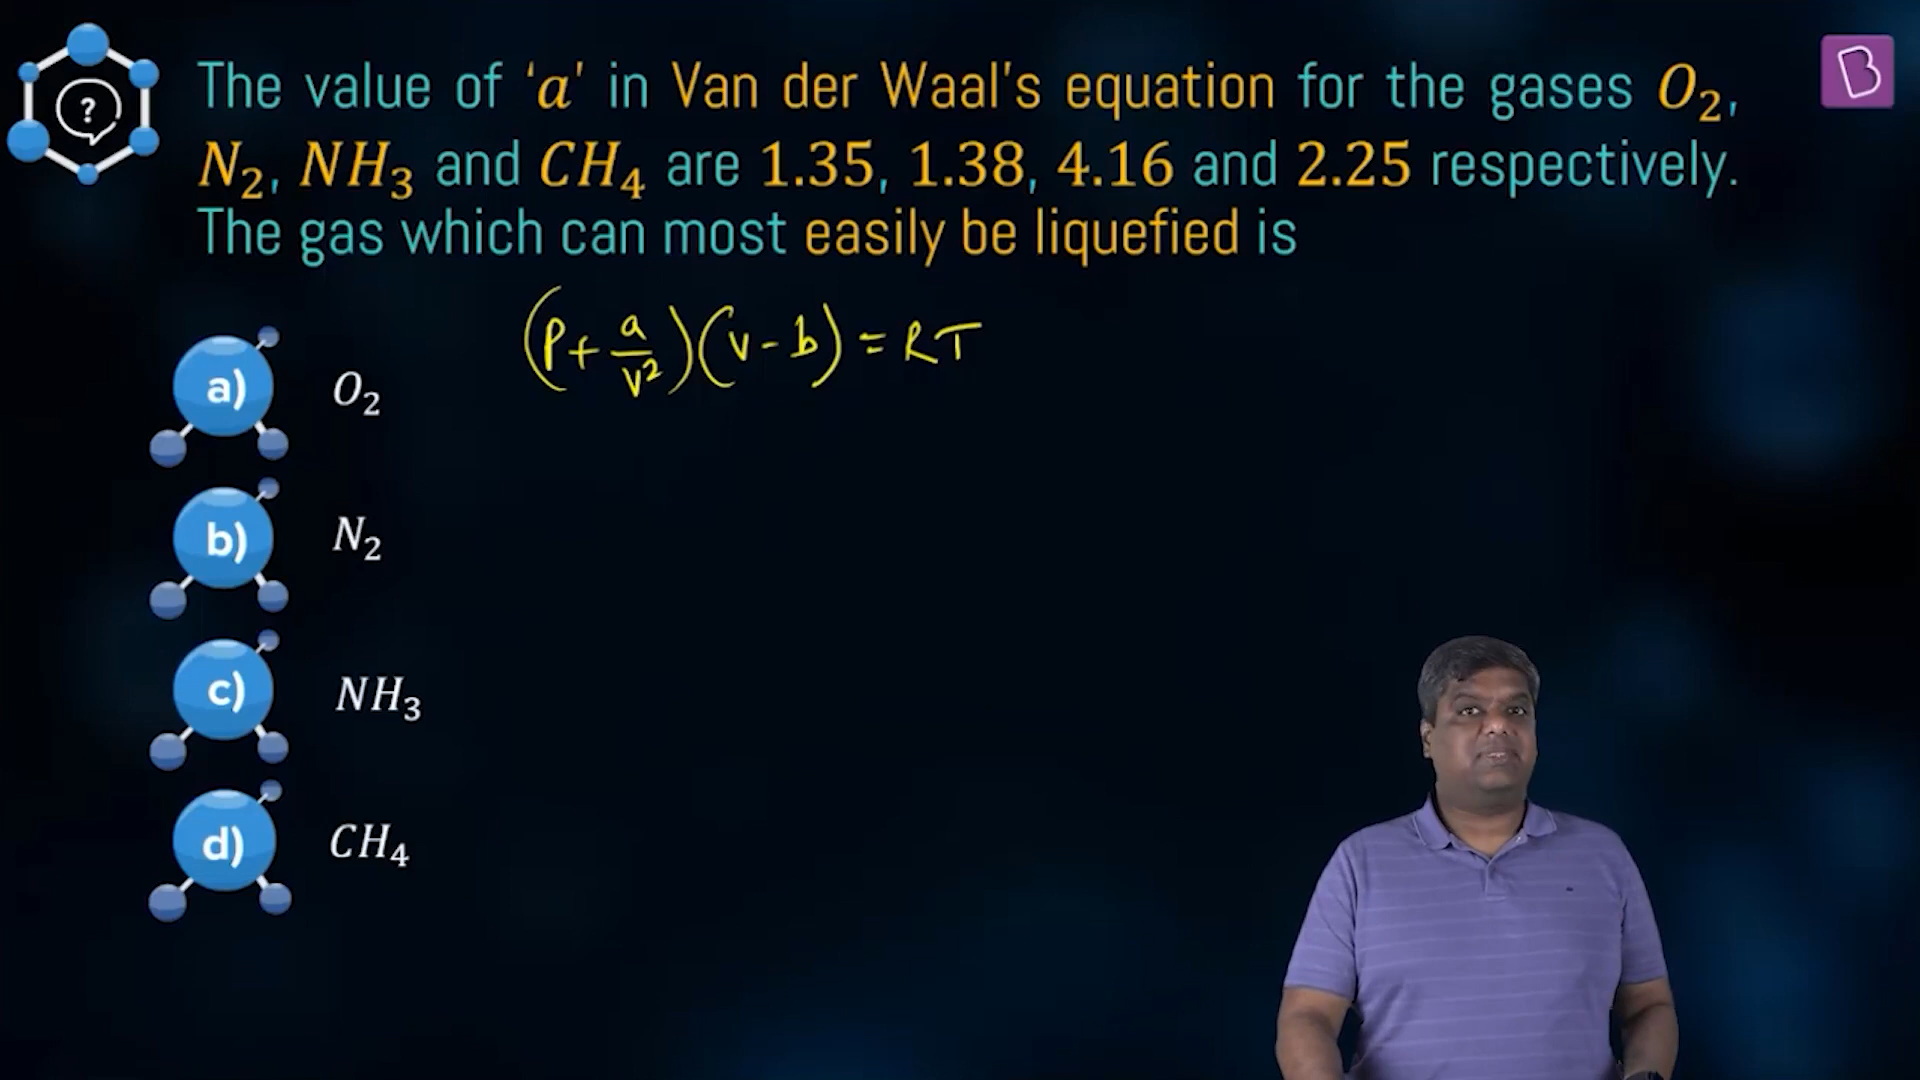 ?
The value of ‘a’ in Van der Waal's equation for the gases O₂,
N₂, NH₃ and CH₄ are 1.35, 1.38, 4.16 and 2.25 respectively.
The gas which can most easily be liquefied is
(P + a/v²)(v - b) = RT
a) O₂
b) N₂
c) NH₃
d) CH₄
B